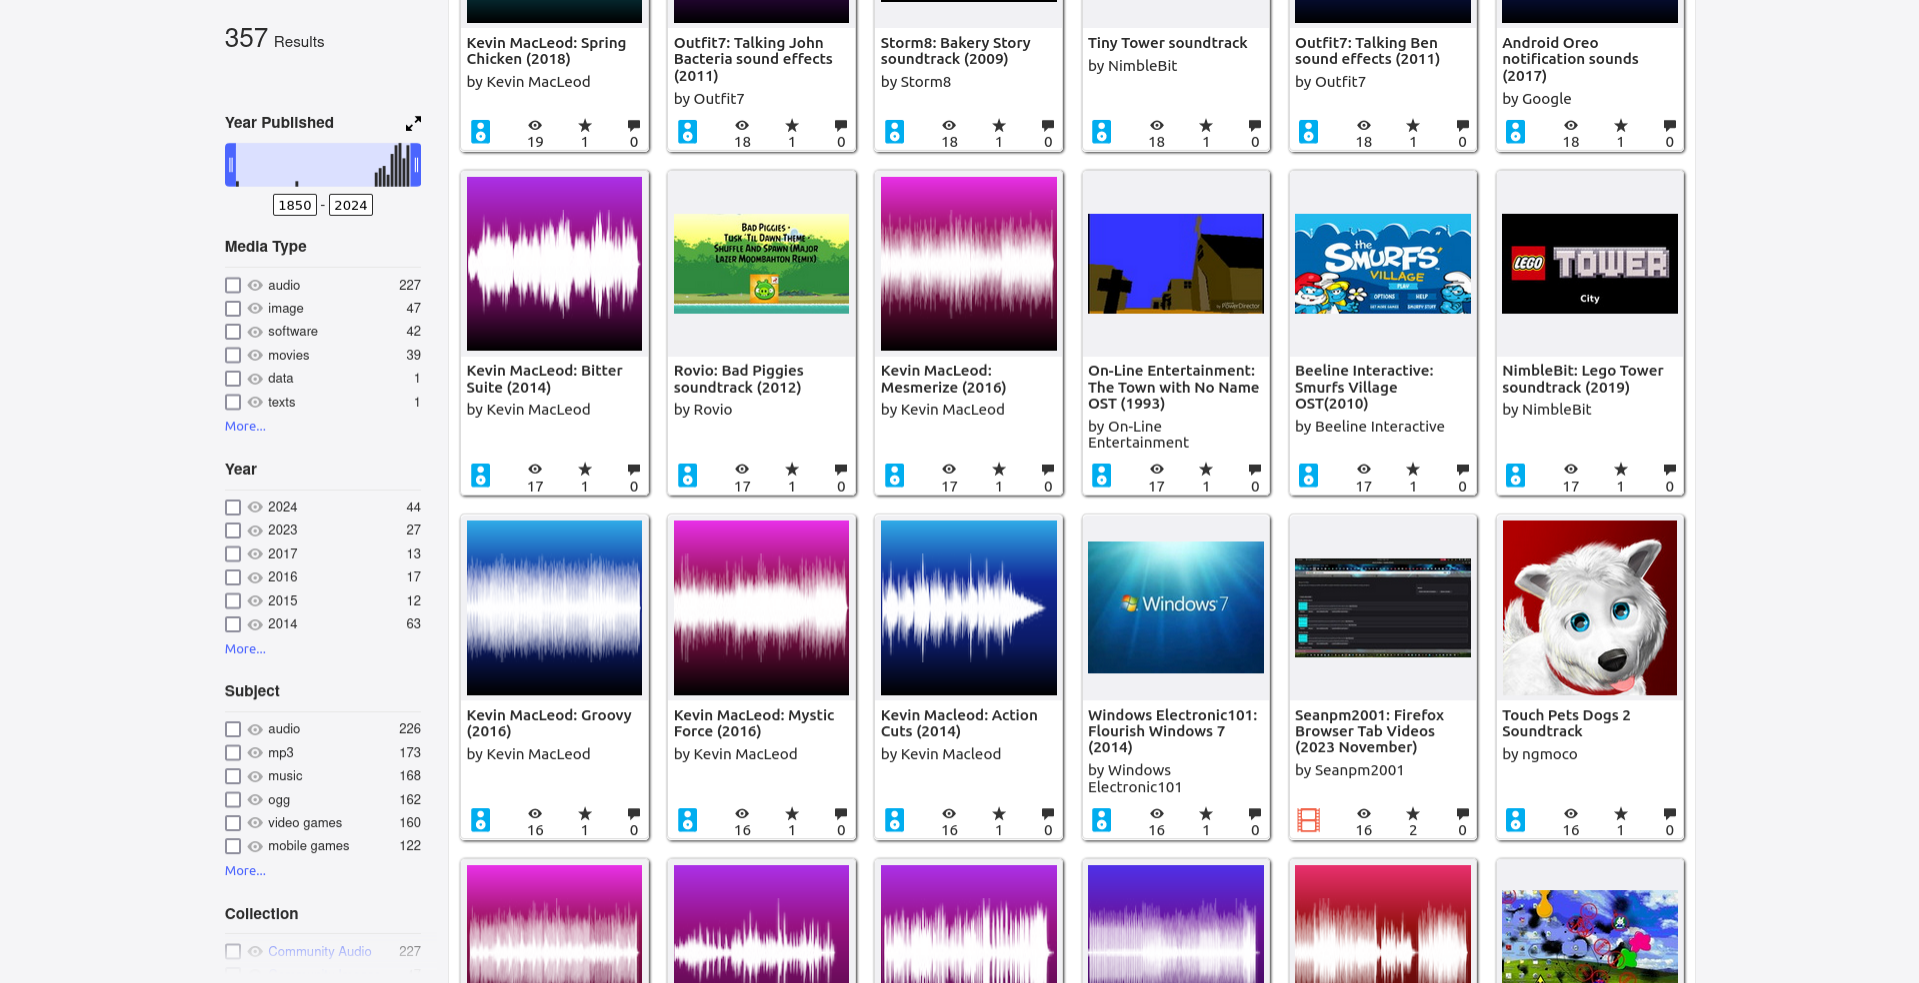 357 Results
Year Published
1850 - 2024
Media Type
audio 227
image 47
software 42
movies 39
data 1
texts 1
More...
Year
2024 44
2023 27
2017 13
2016 17
2015 12
2014 63
More...
Subject
audio 226
mp3 173
music 168
ogg 162
video games 160
mobile games 122
More...
Collection
Community Audio 227
Kevin MacLeod: Spring
Chicken (2018)
by Kevin MacLeod
19 1 0
Outfit7: Talking John
Bacteria sound effects
(2011)
by Outfit7
18 1 0
Storm8: Bakery Story
soundtrack (2009)
by Storm8
18 1 0
Tiny Tower soundtrack
by NimbleBit
18 1 0
Outfit7: Talking Ben
sound effects (2011)
by Outfit7
18 1 0
Android Oreo
notification sounds
(2017)
by Google
18 1 0
Kevin MacLeod: Bitter
Suite (2014)
by Kevin MacLeod
17 1 0
BAD PIGGIES -
TUSK 'TIL DAWN THEME -
SHUFFLE AND SPAWN (MAJOR
LAZER MOOMBAHTON REMIX)
Rovio: Bad Piggies
soundtrack (2012)
by Rovio
17 1 0
Kevin MacLeod:
Mesmerize (2016)
by Kevin MacLeod
17 1 0
by PowerDirector
On-Line Entertainment:
The Town with No Name
OST (1993)
by On-Line
Entertainment
17 1 0
the
SMURFS'
VILLAGE
PLAY
OPTIONS HELP
GET MORE GAMES SMURFY STUFF
Beeline Interactive:
Smurfs Village
OST(2010)
by Beeline Interactive
17 1 0
LEGO TOWER
City
NimbleBit: Lego Tower
soundtrack (2019)
by NimbleBit
17 1 0
Kevin MacLeod: Groovy
(2016)
by Kevin MacLeod
16 1 0
Kevin MacLeod: Mystic
Force (2016)
by Kevin MacLeod
16 1 0
Kevin Macleod: Action
Cuts (2014)
by Kevin Macleod
16 1 0
Windows 7
Windows Electronic101:
Flourish Windows 7
(2014)
by Windows
Electronic101
16 1 0
Seanpm2001: Firefox
Browser Tab Videos
(2023 November)
by Seanpm2001
16 2 0
Touch Pets Dogs 2
Soundtrack
by ngmoco
16 1 0